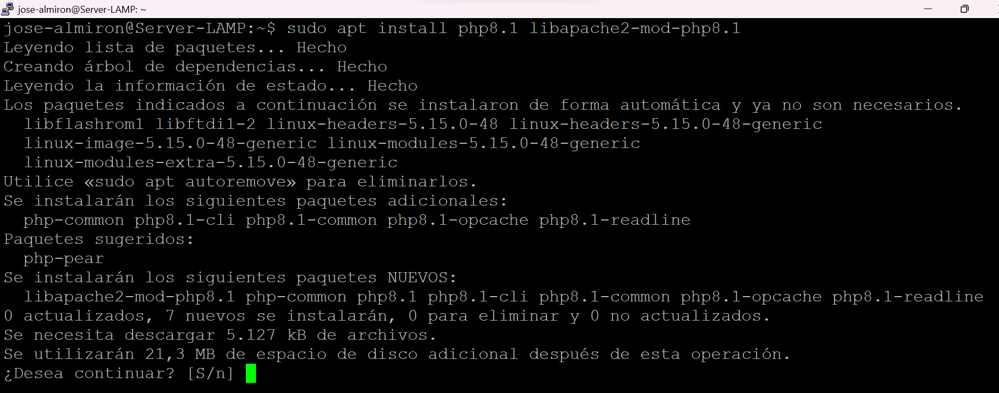 jose-almiron@Server-LAMP: ~
jose-almiron@Server-LAMP:~$ sudo apt install php8.1 libapache2-mod-php8.1
Leyendo lista de paquetes... Hecho
Creando árbol de dependencias... Hecho
Leyendo la información de estado... Hecho
Los paquetes indicados a continuación se instalaron de forma automática y ya no son necesarios.
  libflashrom1 libftdi1-2 linux-headers-5.15.0-48 linux-headers-5.15.0-48-generic
  linux-image-5.15.0-48-generic linux-modules-5.15.0-48-generic
  linux-modules-extra-5.15.0-48-generic
Utilice «sudo apt autoremove» para eliminarlos.
Se instalarán los siguientes paquetes adicionales:
  php-common php8.1-cli php8.1-common php8.1-opcache php8.1-readline
Paquetes sugeridos:
  php-pear
Se instalarán los siguientes paquetes NUEVOS:
  libapache2-mod-php8.1 php-common php8.1 php8.1-cli php8.1-common php8.1-opcache php8.1-readline
0 actualizados, 7 nuevos se instalarán, 0 para eliminar y 0 no actualizados.
Se necesita descargar 5.127 kB de archivos.
Se utilizarán 21,3 MB de espacio de disco adicional después de esta operación.
¿Desea continuar? [S/n]